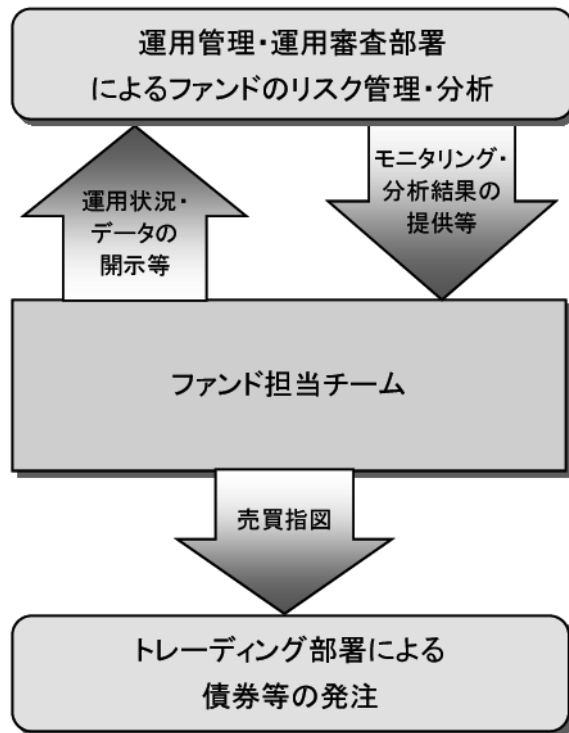 運用管理・運用審査部署
によるファンドのリスク管理・分析
運用状況・
データの
開示等
モニタリング・
分析結果の
提供等
ファンド担当チーム
売買指図
トレーディング部署による
債券等の発注